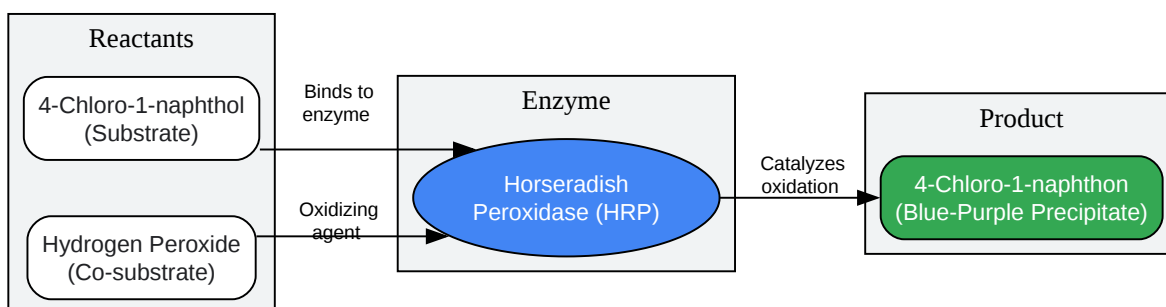 Reactants
4-Chloro-1-naphthol
(Substrate)
Hydrogen Peroxide
(Co-substrate)
Binds to
enzyme
Oxidizing
agent
Enzyme
Horseradish
Peroxidase (HRP)
Catalyzes
oxidation
Product
4-Chloro-1-naphthon
(Blue-Purple Precipitate)